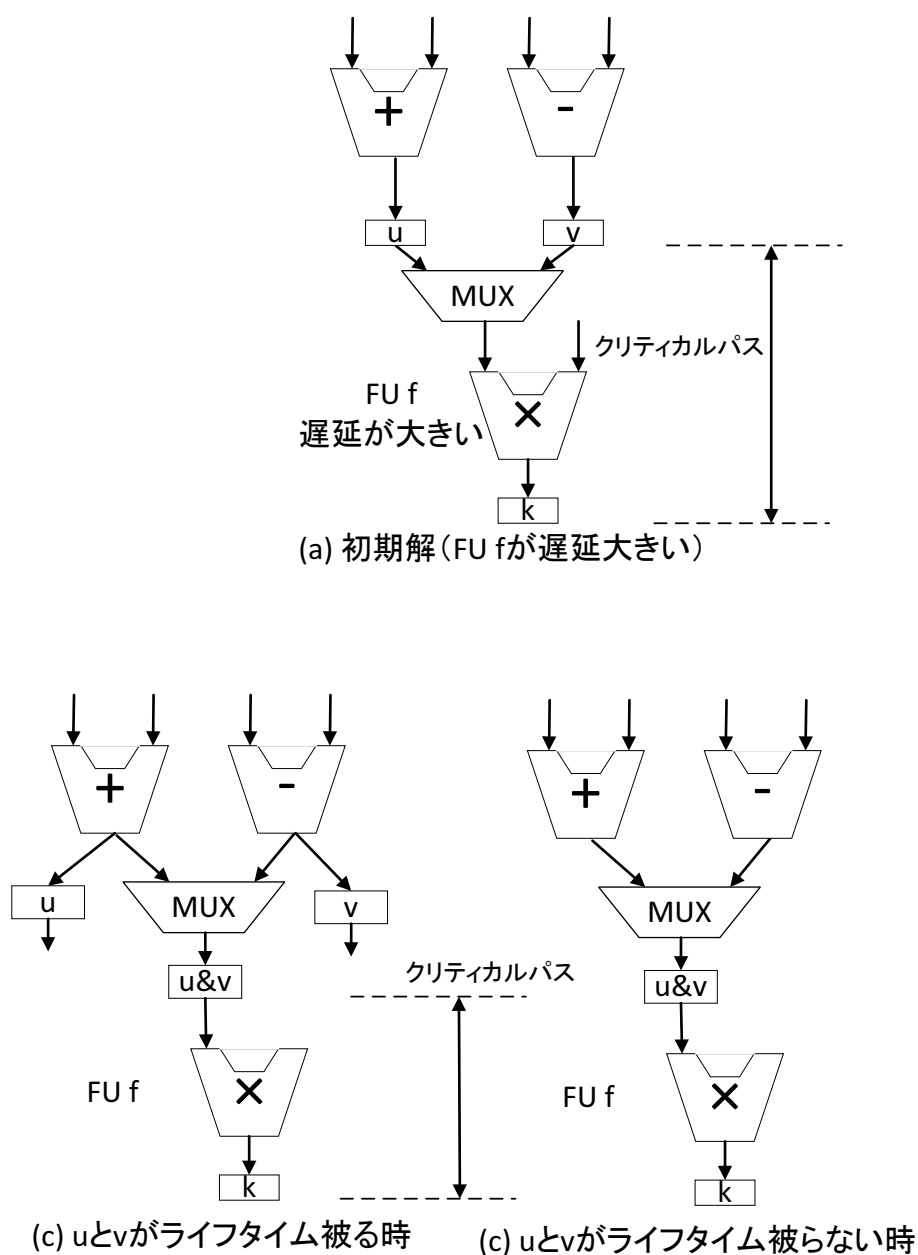 +
-
u
v
MUX
クリティカルパス
FU f
遅延が大きい
×
k
(a) 初期解(FU fが遅延大きい)
+
-
u
MUX
v
u&v
クリティカルパス
FU f
×
k
(c) uとvがライフタイム被る時
+
-
MUX
u&v
FU f
×
k
(c) uとvがライフタイム被らない時